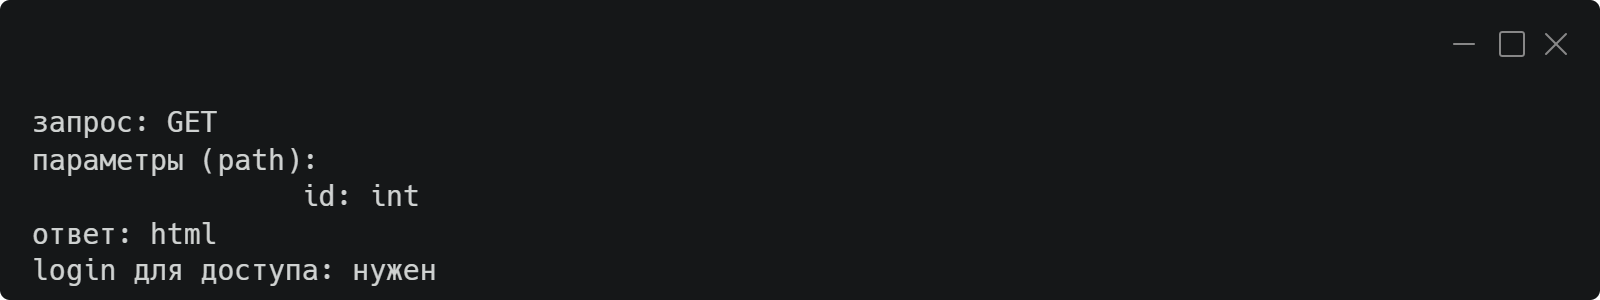 запрос: GET
параметры (path):
id: int
ответ: html
login для доступа: нужен